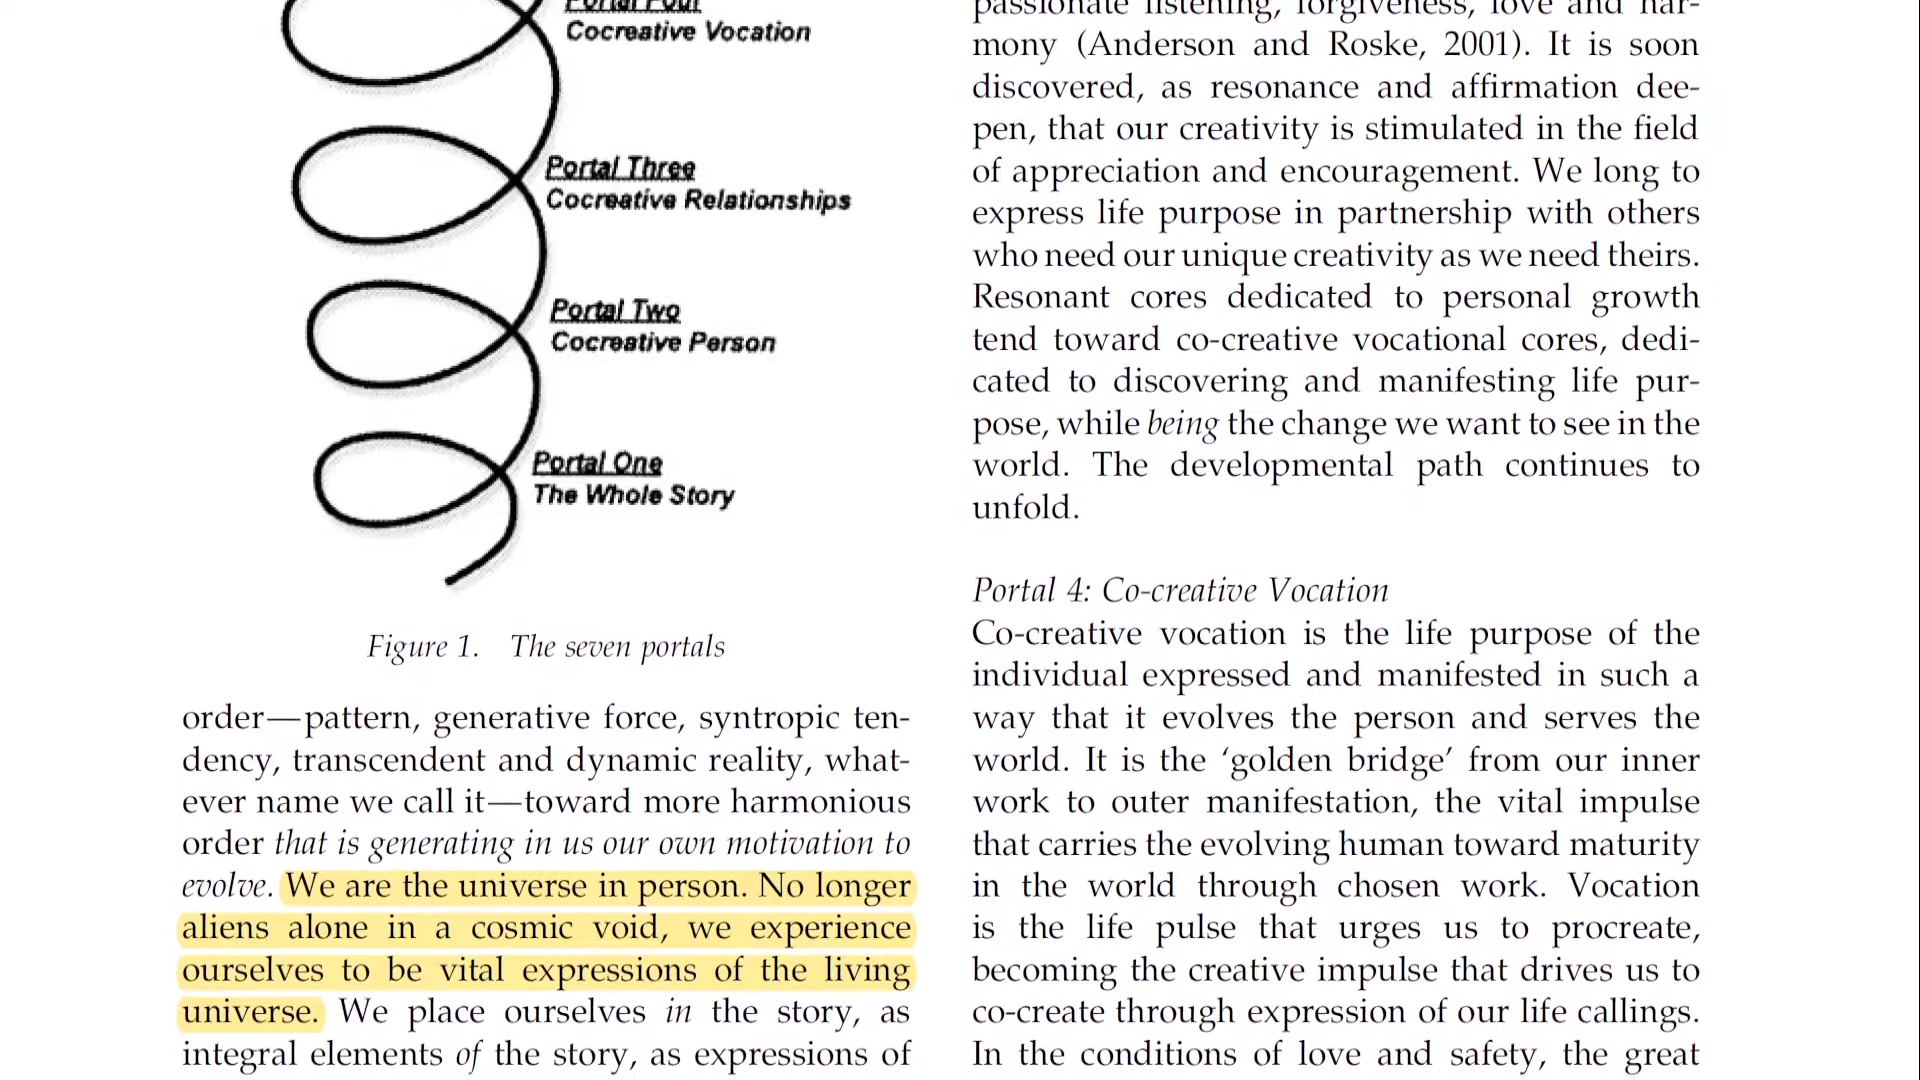 Portal Four
Cocreative Vocation
Portal Three
Cocreative Relationships
Portal Two
Cocreative Person
Portal One
The Whole Story
Figure 1. The seven portals
order—pattern, generative force, syntropic ten-
dency, transcendent and dynamic reality, what-
ever name we call it—toward more harmonious
order that is generating in us our own motivation to
evolve. We are the universe in person. No longer
aliens alone in a cosmic void, we experience
ourselves to be vital expressions of the living
universe. We place ourselves in the story, as
integral elements of the story, as expressions of
passionate listening, forgiveness, love and har-
mony (Anderson and Roske, 2001). It is soon
discovered, as resonance and affirmation dee-
pen, that our creativity is stimulated in the field
of appreciation and encouragement. We long to
express life purpose in partnership with others
who need our unique creativity as we need theirs.
Resonant cores dedicated to personal growth
tend toward co-creative vocational cores, dedi-
cated to discovering and manifesting life pur-
pose, while being the change we want to see in the
world. The developmental path continues to
unfold.
Portal 4: Co-creative Vocation
Co-creative vocation is the life purpose of the
individual expressed and manifested in such a
way that it evolves the person and serves the
world. It is the ‘golden bridge’ from our inner
work to outer manifestation, the vital impulse
that carries the evolving human toward maturity
in the world through chosen work. Vocation
is the life pulse that urges us to procreate,
becoming the creative impulse that drives us to
co-create through expression of our life callings.
In the conditions of love and safety, the great